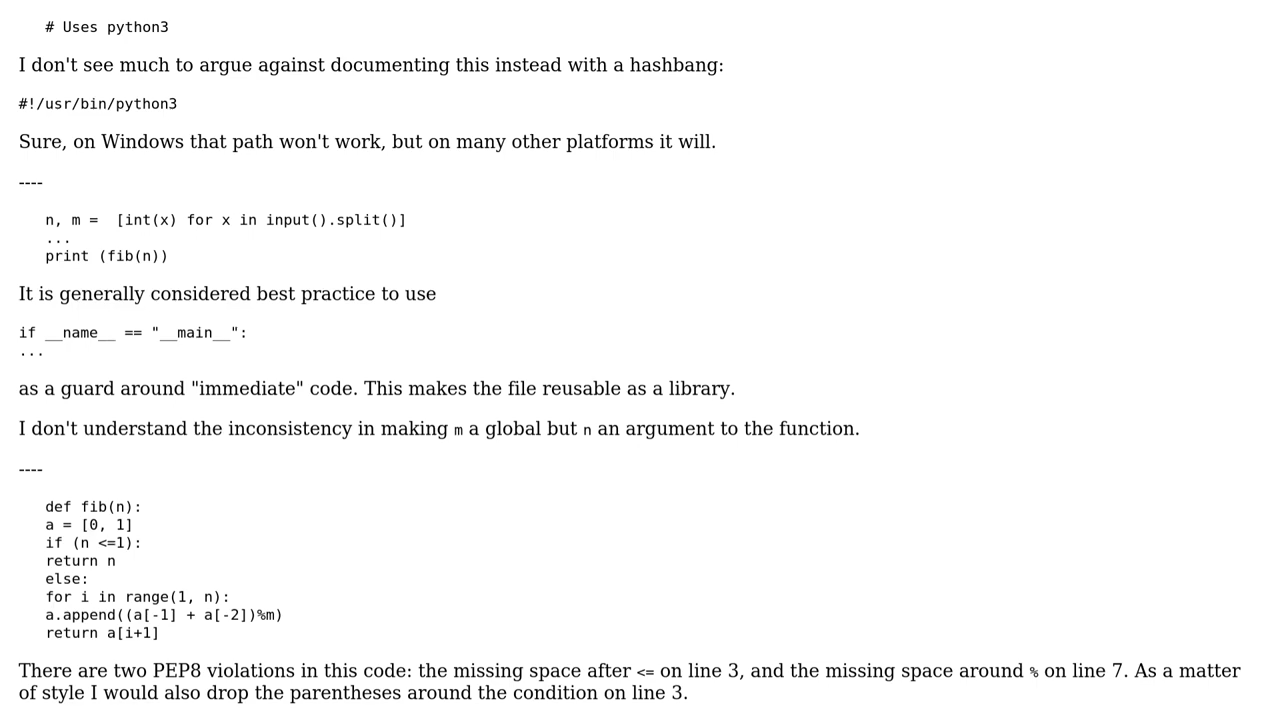 # Uses python3
I don't see much to argue against documenting this instead with a hashbang:
#!/usr/bin/python3
Sure, on Windows that path won't work, but on many other platforms it will.
----
n, m =  [int(x) for x in input().split()]
...
print (fib(n))
It is generally considered best practice to use
if __name__ == "__main__":
...
as a guard around "immediate" code. This makes the file reusable as a library.
I don't understand the inconsistency in making m a global but n an argument to the function.
----
def fib(n):
a = [0, 1]
if (n <=1):
return n
else:
for i in range(1, n):
a.append((a[-1] + a[-2])%m)
return a[i+1]
There are two PEP8 violations in this code: the missing space after <= on line 3, and the missing space around % on line 7. As a matter
of style I would also drop the parentheses around the condition on line 3.